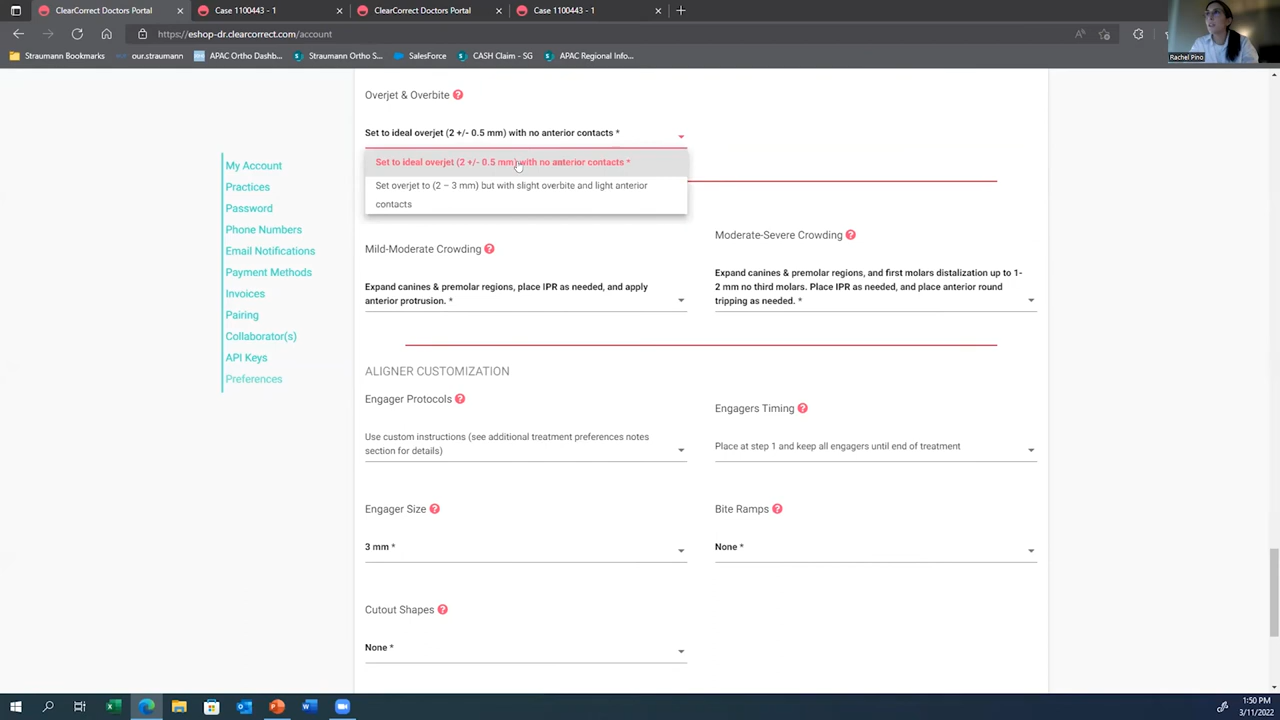 ClearCorrect Doctors Portal
Case 1100443 - 1
ClearCorrect Doctors Portal
Case 1100443 - 1
https://eshop-dr.clearcorrect.com/account
Straumann Bookmarks
our.straumann
APAC Ortho Dashb...
Straumann Ortho S...
SalesForce
CASH Claim - SG
APAC Regional Info...
Rachel Pino
My Account
Practices
Password
Phone Numbers
Email Notifications
Payment Methods
Invoices
Pairing
Collaborator(s)
API Keys
Preferences
Overjet & Overbite
Set to ideal overjet (2 +/- 0.5 mm) with no anterior contacts *
Set to ideal overjet (2 +/- 0.5 mm) with no anterior contacts *
Set overjet to (2 – 3 mm) but with slight overbite and light anterior
contacts
Mild-Moderate Crowding
Expand canines & premolar regions, place IPR as needed, and apply
anterior protrusion. *
Moderate-Severe Crowding
Expand canines & premolar regions, and first molars distalization up to 1-
2 mm no third molars. Place IPR as needed, and place anterior round
tripping as needed. *
ALIGNER CUSTOMIZATION
Engager Protocols
Use custom instructions (see additional treatment preferences notes
section for details)
Engagers Timing
Place at step 1 and keep all engagers until end of treatment
Engager Size
3 mm *
Bite Ramps
None *
Cutout Shapes
None *
1:50 PM
3/11/2022